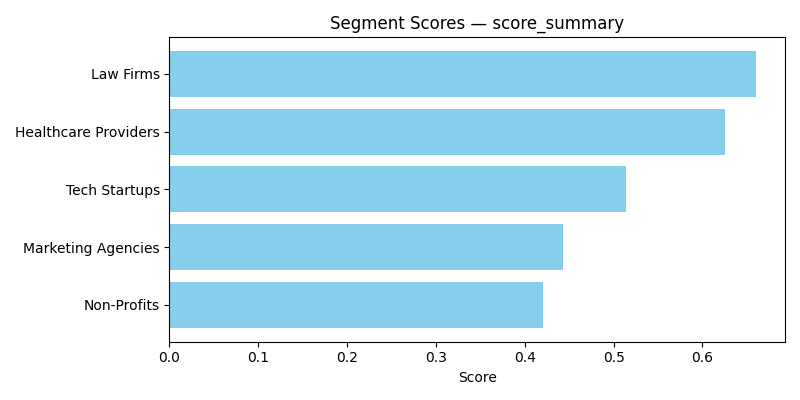 Segment Scores — score_summary
Law Firms
Healthcare Providers
Tech Startups
Marketing Agencies
Non-Profits
0.0 0.1 0.2 0.3 0.4 0.5 0.6
Score